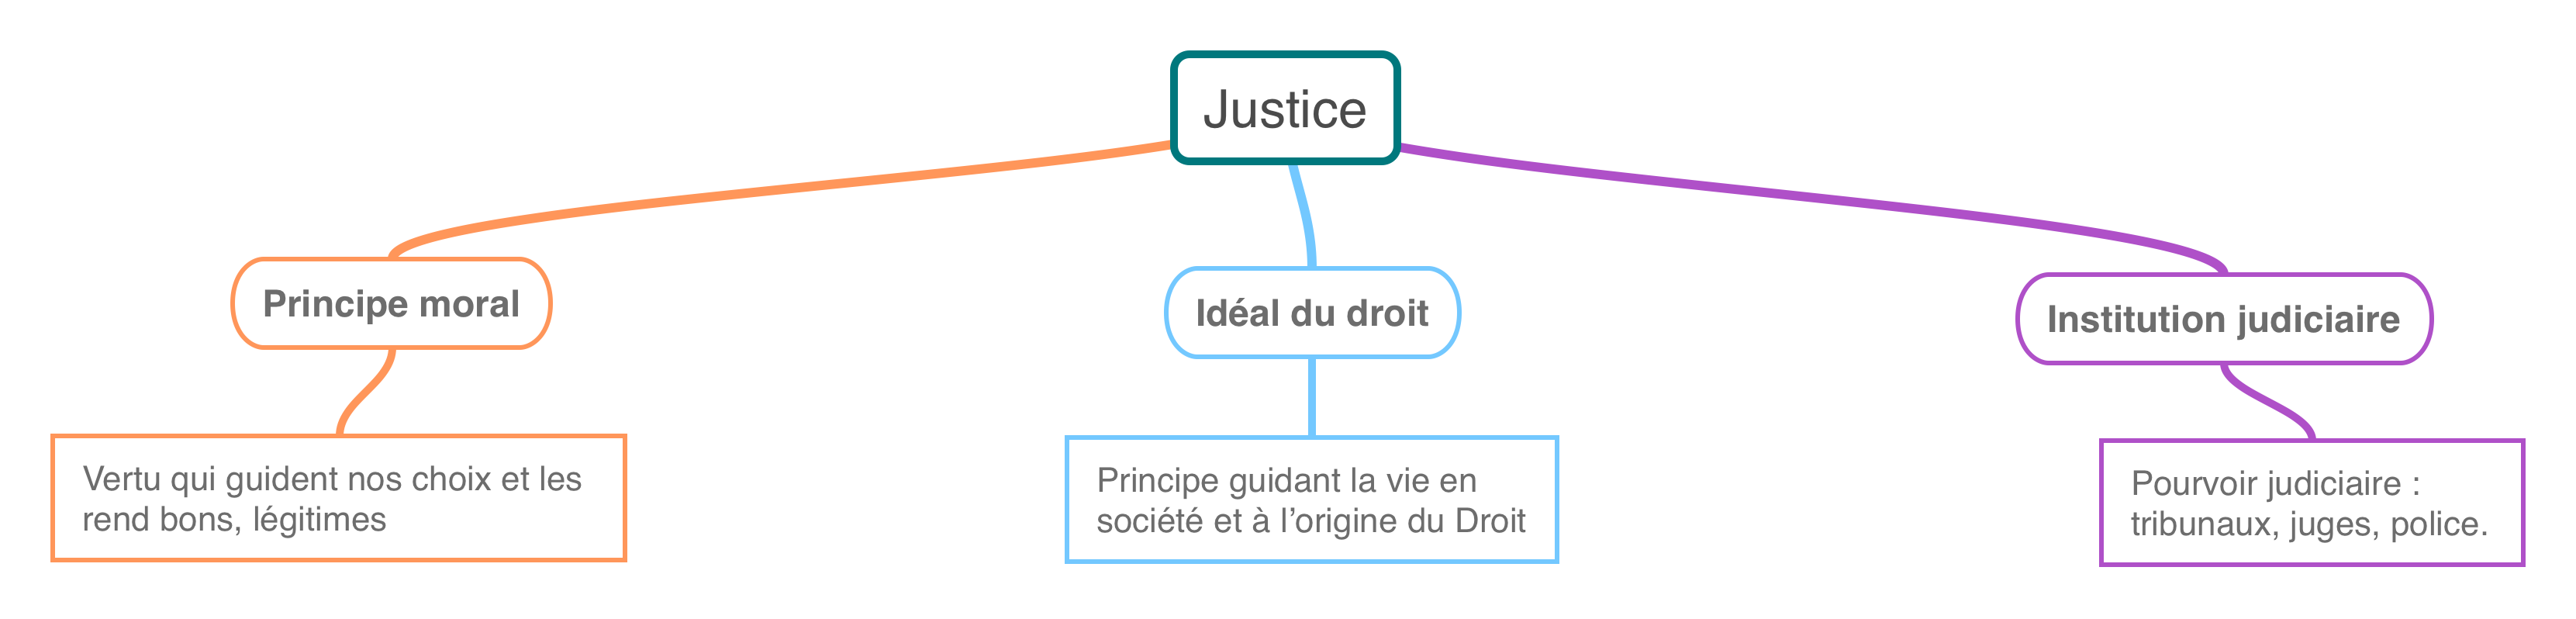 Justice
Principe moral
Idéal du droit
Institution judiciaire
Vertu qui guident nos choix et les
rend bons, légitimes
Principe guidant la vie en
société et à l’origine du Droit
Pourvoir judiciaire :
tribunaux, juges, police.